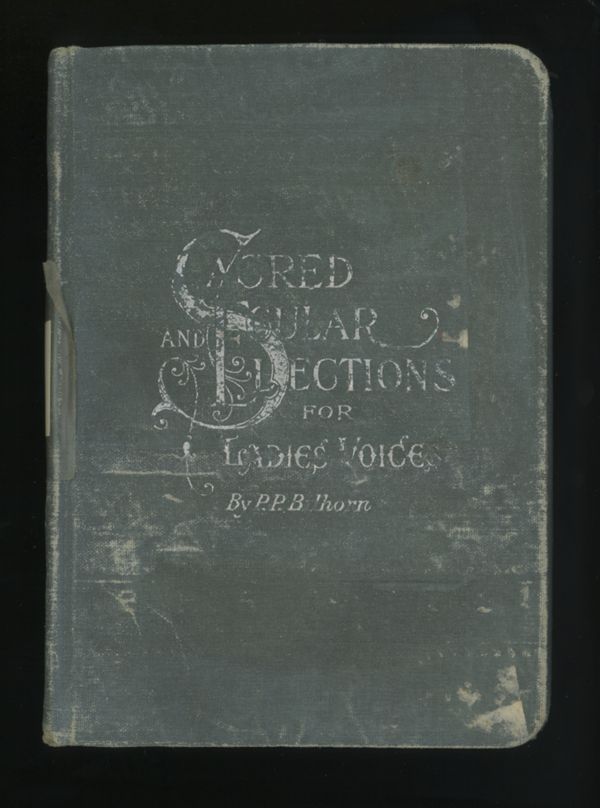 SACRED
AND SECULAR
SELECTIONS
FOR
LADIES VOICES
By P.P. Bilhorn